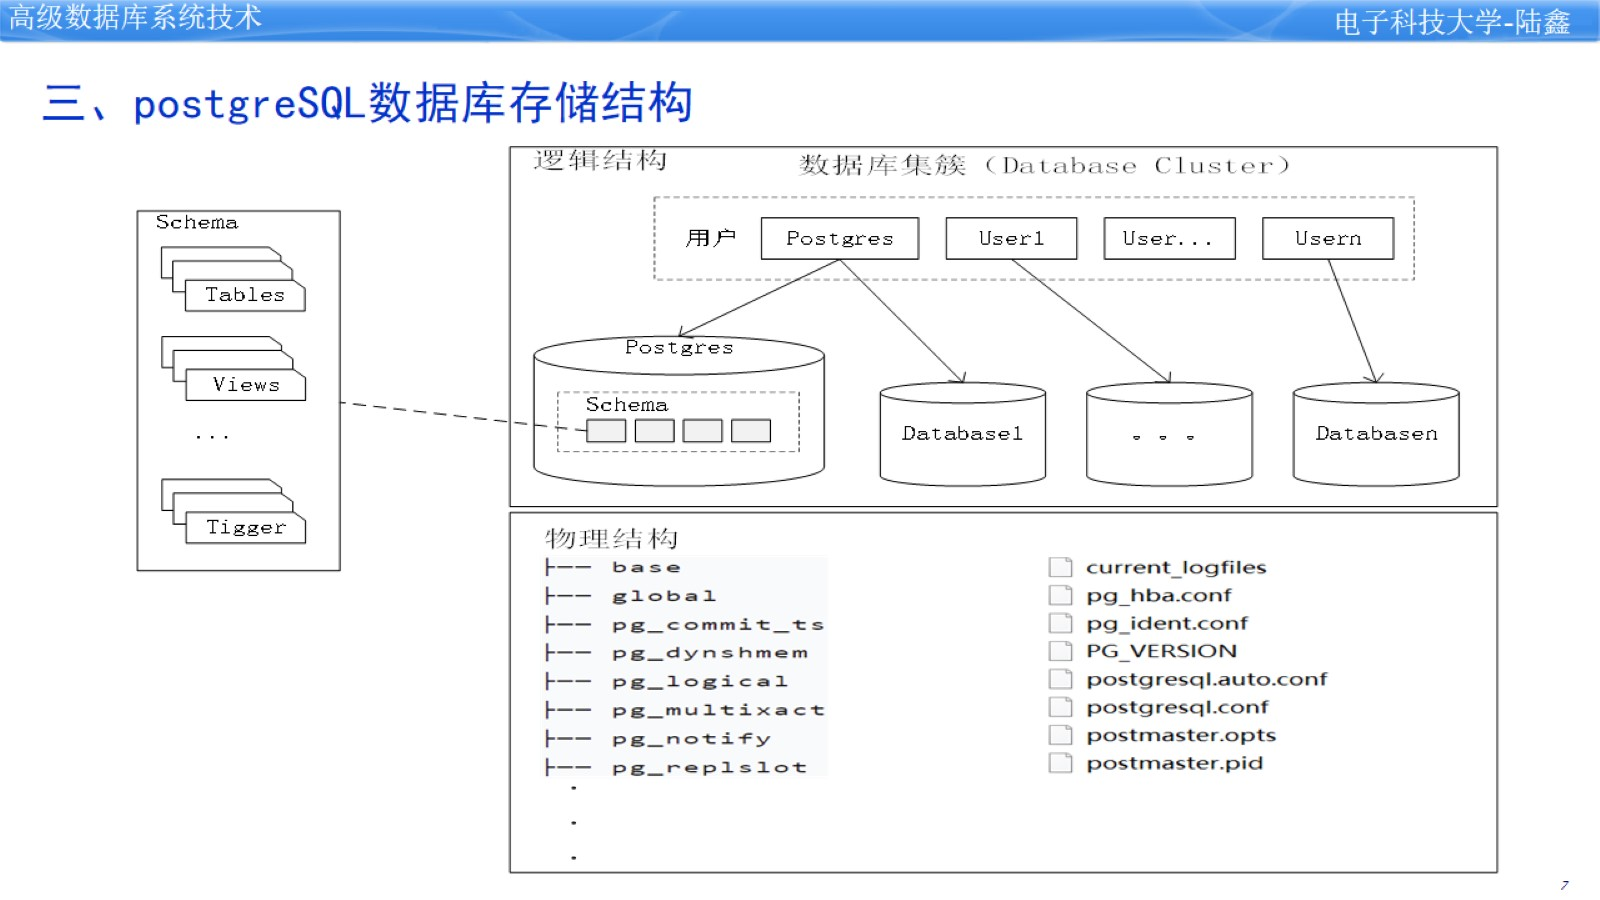 高级数据库系统技术
电子科技大学-陆鑫
三、postgreSQL数据库存储结构
Schema
Tables
Views
...
Tigger
逻辑结构
数据库集簇（Database Cluster）
用户
Postgres
User1
User...
Usern
Postgres
Schema
Database1
。。。
Databasen
物理结构
├── base
├── global
├── pg_commit_ts
├── pg_dynshmem
├── pg_logical
├── pg_multixact
├── pg_notify
├── pg_replslot
.
.
.
current_logfiles
pg_hba.conf
pg_ident.conf
PG_VERSION
postgresql.auto.conf
postgresql.conf
postmaster.opts
postmaster.pid
7